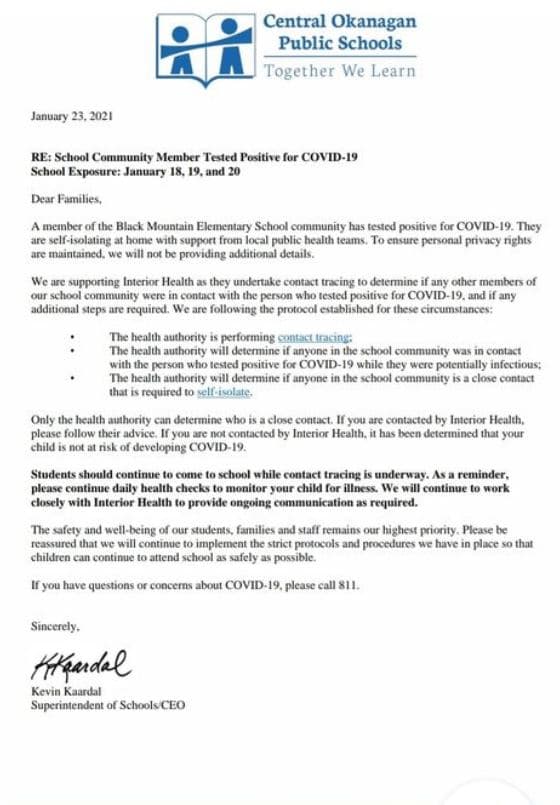 Central Okanagan
Public Schools
Together We Learn
January 23, 2021
RE: School Community Member Tested Positive for COVID-19
School Exposure: January 18, 19, and 20
Dear Families,
A member of the Black Mountain Elementary School community has tested positive for COVID-19. They
are self-isolating at home with support from local public health teams. To ensure personal privacy rights
are maintained, we will not be providing additional details.
We are supporting Interior Health as they undertake contact tracing to determine if any other members of
our school community were in contact with the person who tested positive for COVID-19, and if any
additional steps are required. We are following the protocol established for these circumstances:
• The health authority is performing contact tracing;
• The health authority will determine if anyone in the school community was in contact
with the person who tested positive for COVID-19 while they were potentially infectious;
• The health authority will determine if anyone in the school community is a close contact
that is required to self-isolate.
Only the health authority can determine who is a close contact. If you are contacted by Interior Health,
please follow their advice. If you are not contacted by Interior Health, it has been determined that your
child is not at risk of developing COVID-19.
Students should continue to come to school while contact tracing is underway. As a reminder,
please continue daily health checks to monitor your child for illness. We will continue to work
closely with Interior Health to provide ongoing communication as required.
The safety and well-being of our students, families and staff remains our highest priority. Please be
reassured that we will continue to implement the strict protocols and procedures we have in place so that
children can continue to attend school as safely as possible.
If you have questions or concerns about COVID-19, please call 811.
Sincerely,
KKaardal
Kevin Kaardal
Superintendent of Schools/CEO